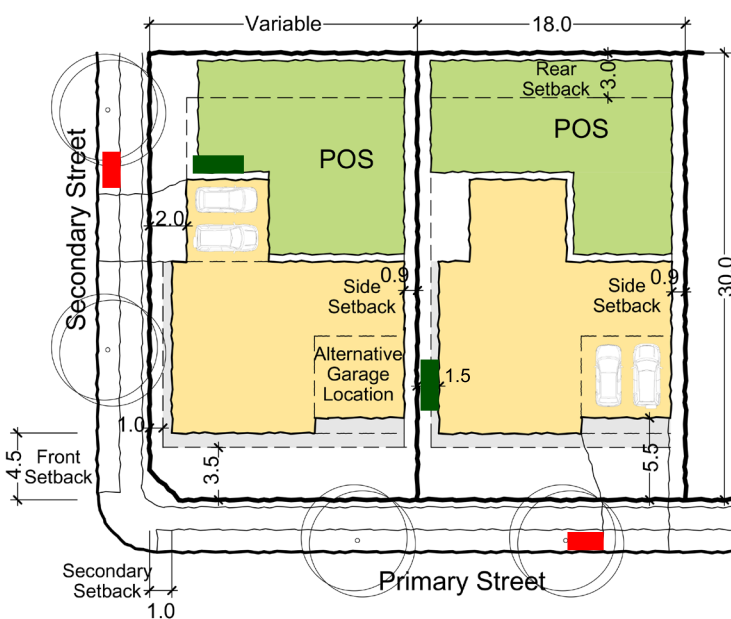 Variable
18.0
Rear
Setback
3.0
POS
POS
Secondary Street
2.0
0.9
Side
Setback
0.9
Side
Setback
30.0
Alternative
Garage
Location
1.5
1.0
4.5
Front
Setback
3.5
5.5
Secondary
Setback
1.0
Primary Street